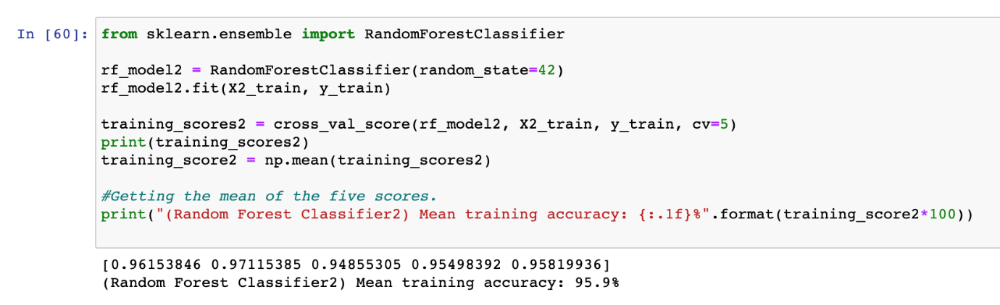 In [60]: from sklearn.ensemble import RandomForestClassifier
rf_model2 = RandomForestClassifier(random_state=42)
rf_model2.fit(X2_train, y_train)
training_scores2 = cross_val_score(rf_model2, X2_train, y_train, cv=5)
print(training_scores2)
training_score2 = np.mean(training_scores2)
#Getting the mean of the five scores.
print("(Random Forest Classifier2) Mean training accuracy: {:.1f}%".format(training_score2*100))
[0.96153846 0.97115385 0.94855305 0.95498392 0.95819936]
(Random Forest Classifier2) Mean training accuracy: 95.9%